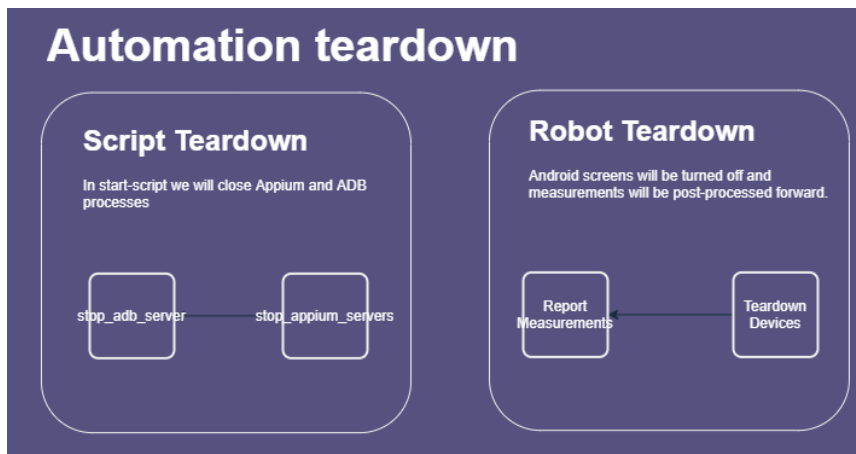 Automation teardown
Script Teardown
In start-script we will close Appium and ADB
processes
stop_adb_server
stop_appium_servers
Robot Teardown
Android screens will be turned off and
measurements will be post-processed forward.
Report
Measurements
Teardown
Devices